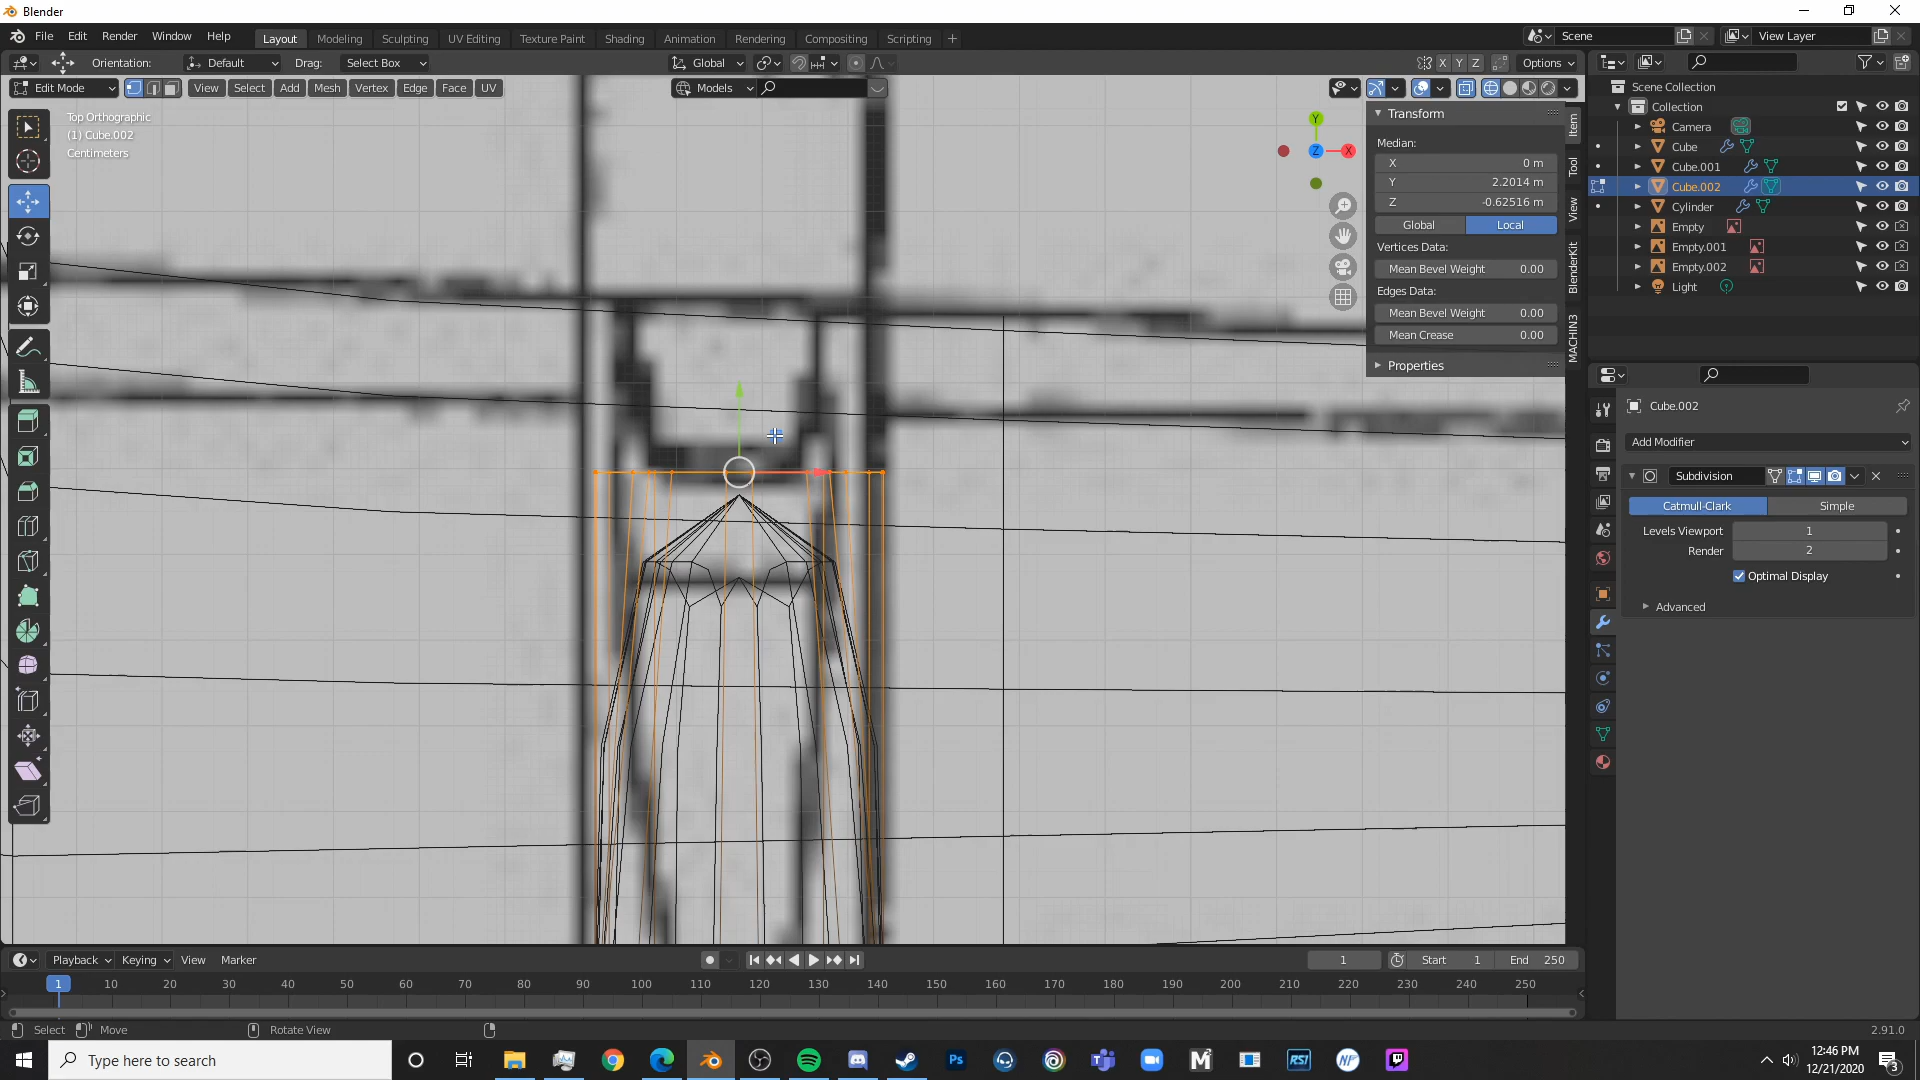 Blender
File Edit Render Window Help
Layout Modeling Sculpting UV Editing Texture Paint Shading Animation Rendering Compositing Scripting +
Scene View Layer
Orientation: Default Drag: Select Box Global X Y Z Options
Edit Mode View Select Add Mesh Vertex Edge Face UV Models
Top Orthographic
(1) Cube.002
Centimeters
Y
Z X
Transform
Median:
X 0 m
Y 2.2014 m
Z -0.62516 m
Global Local
Vertices Data:
Mean Bevel Weight 0.00
Edges Data:
Mean Bevel Weight 0.00
Mean Crease 0.00
Properties
Item
Tool
View
BlenderKit
MACHIN3
Scene Collection
Collection
Camera
Cube
Cube.001
Cube.002
Cylinder
Empty
Empty.001
Empty.002
Light
Cube.002
Add Modifier
Subdivision
Catmull-Clark Simple
Levels Viewport 1
Render 2
Optimal Display
Advanced
Playback Keying View Marker 1 Start 1 End 250
1 10 20 30 40 50 60 70 80 90 100 110 120 130 140 150 160 170 180 190 200 210 220 230 240 250
Select Move Rotate View 2.91.0
Type here to search
Ps
M
RSI
NP
12:46 PM
12/21/2020
3